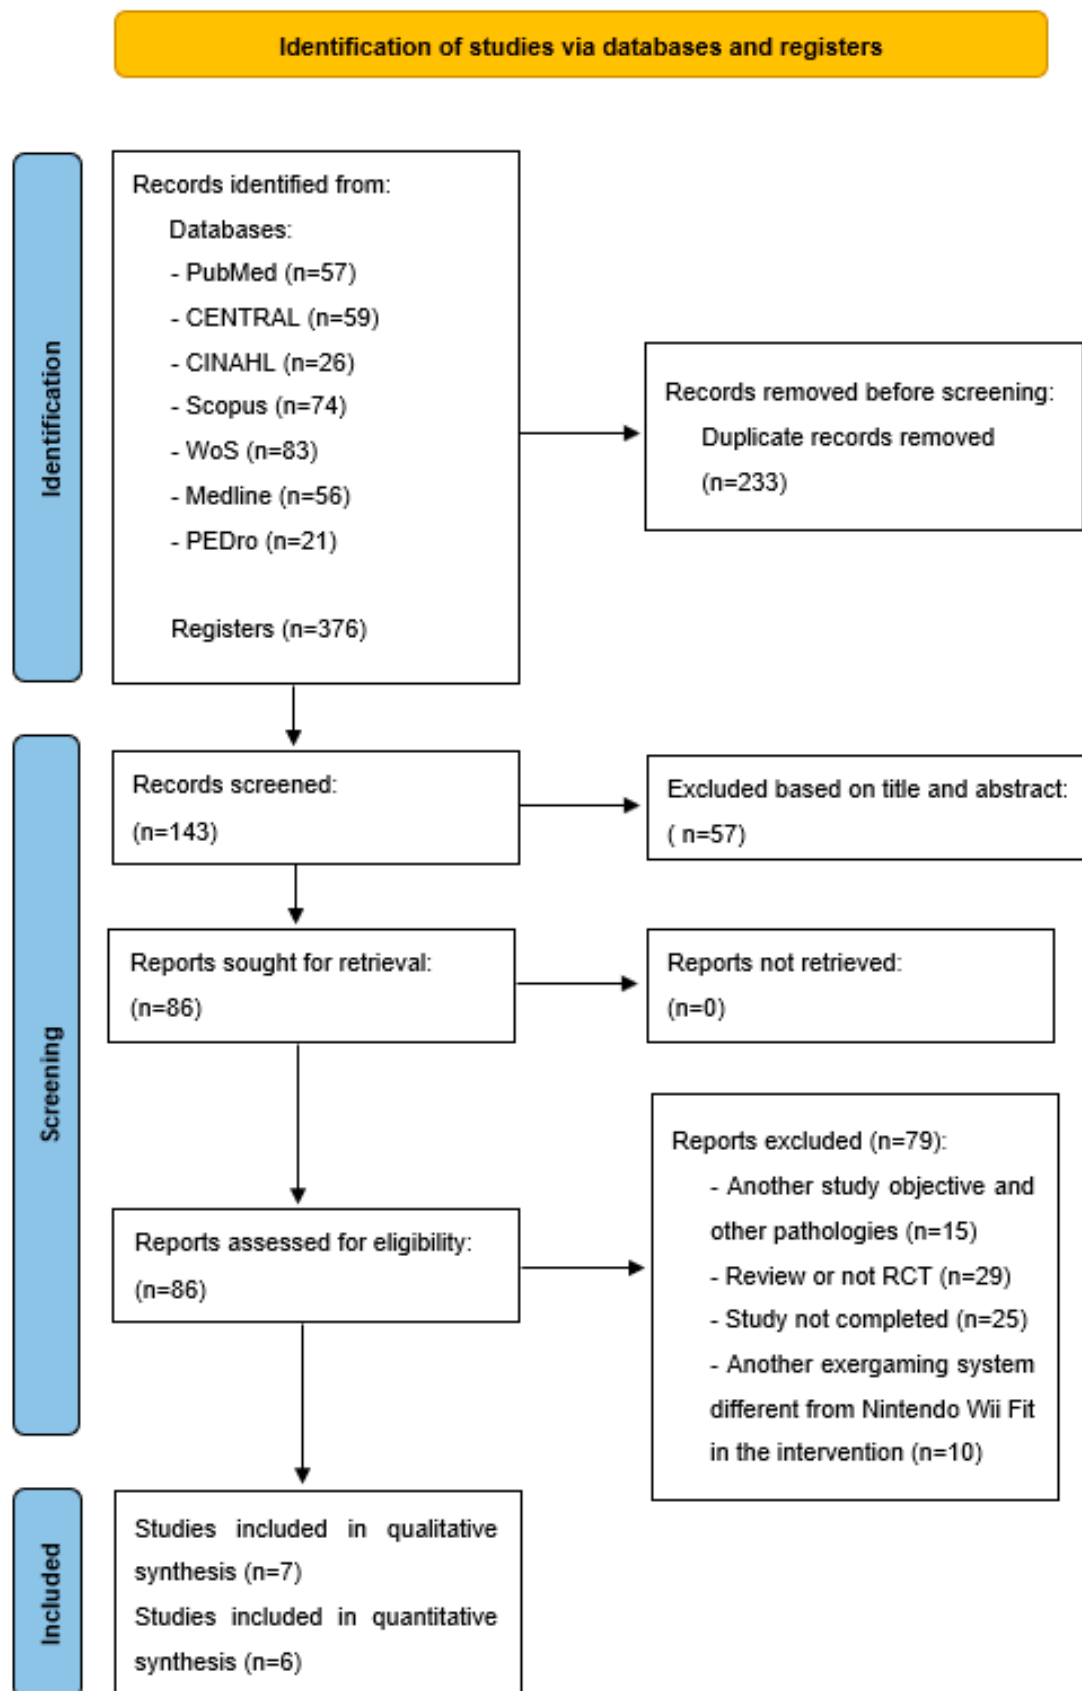 Identification of studies via databases and registers
Identification
Records identified from:
Databases:
- PubMed (n=57)
- CENTRAL (n=59)
- CINAHL (n=26)
- Scopus (n=74)
- WoS (n=83)
- Medline (n=56)
- PEDro (n=21)
Registers (n=376)
Records removed before screening:
Duplicate records removed
(n=233)
Screening
Records screened:
(n=143)
Excluded based on title and abstract:
( n=57)
Reports sought for retrieval:
(n=86)
Reports not retrieved:
(n=0)
Reports assessed for eligibility:
(n=86)
Reports excluded (n=79):
- Another study objective and
other pathologies (n=15)
- Review or not RCT (n=29)
- Study not completed (n=25)
- Another exergaming system
different from Nintendo Wii Fit
in the intervention (n=10)
Included
Studies included in qualitative
synthesis (n=7)
Studies included in quantitative
synthesis (n=6)